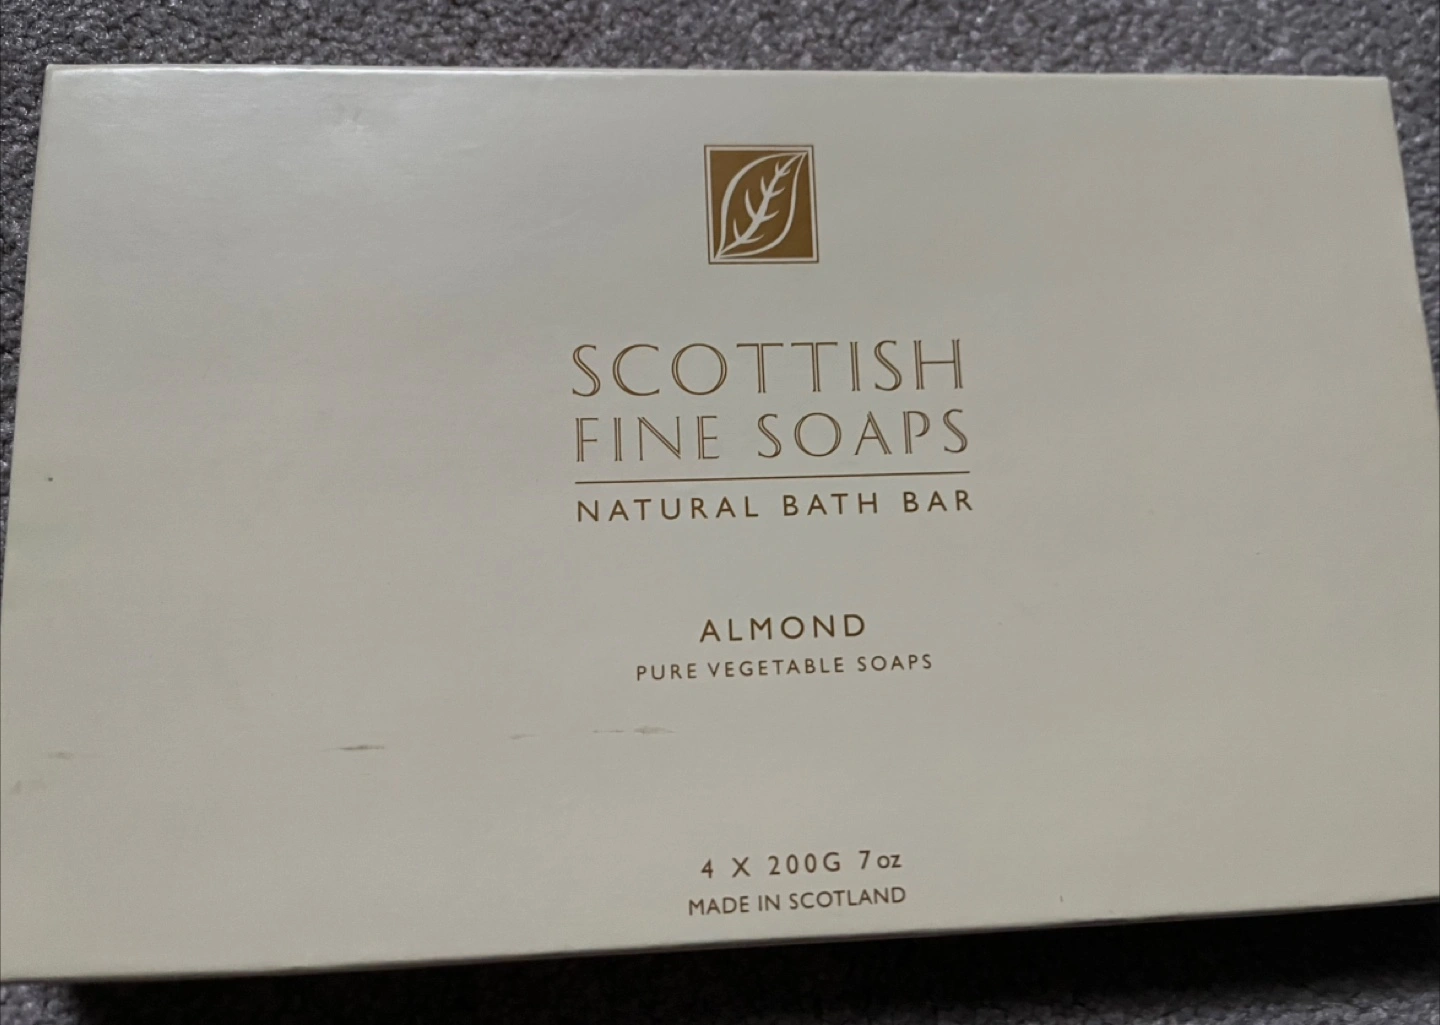 SCOTTISH
FINE SOAPS
NATURAL BATH BAR
ALMOND
PURE VEGETABLE SOAPS
4 X 200G 7oz
MADE IN SCOTLAND